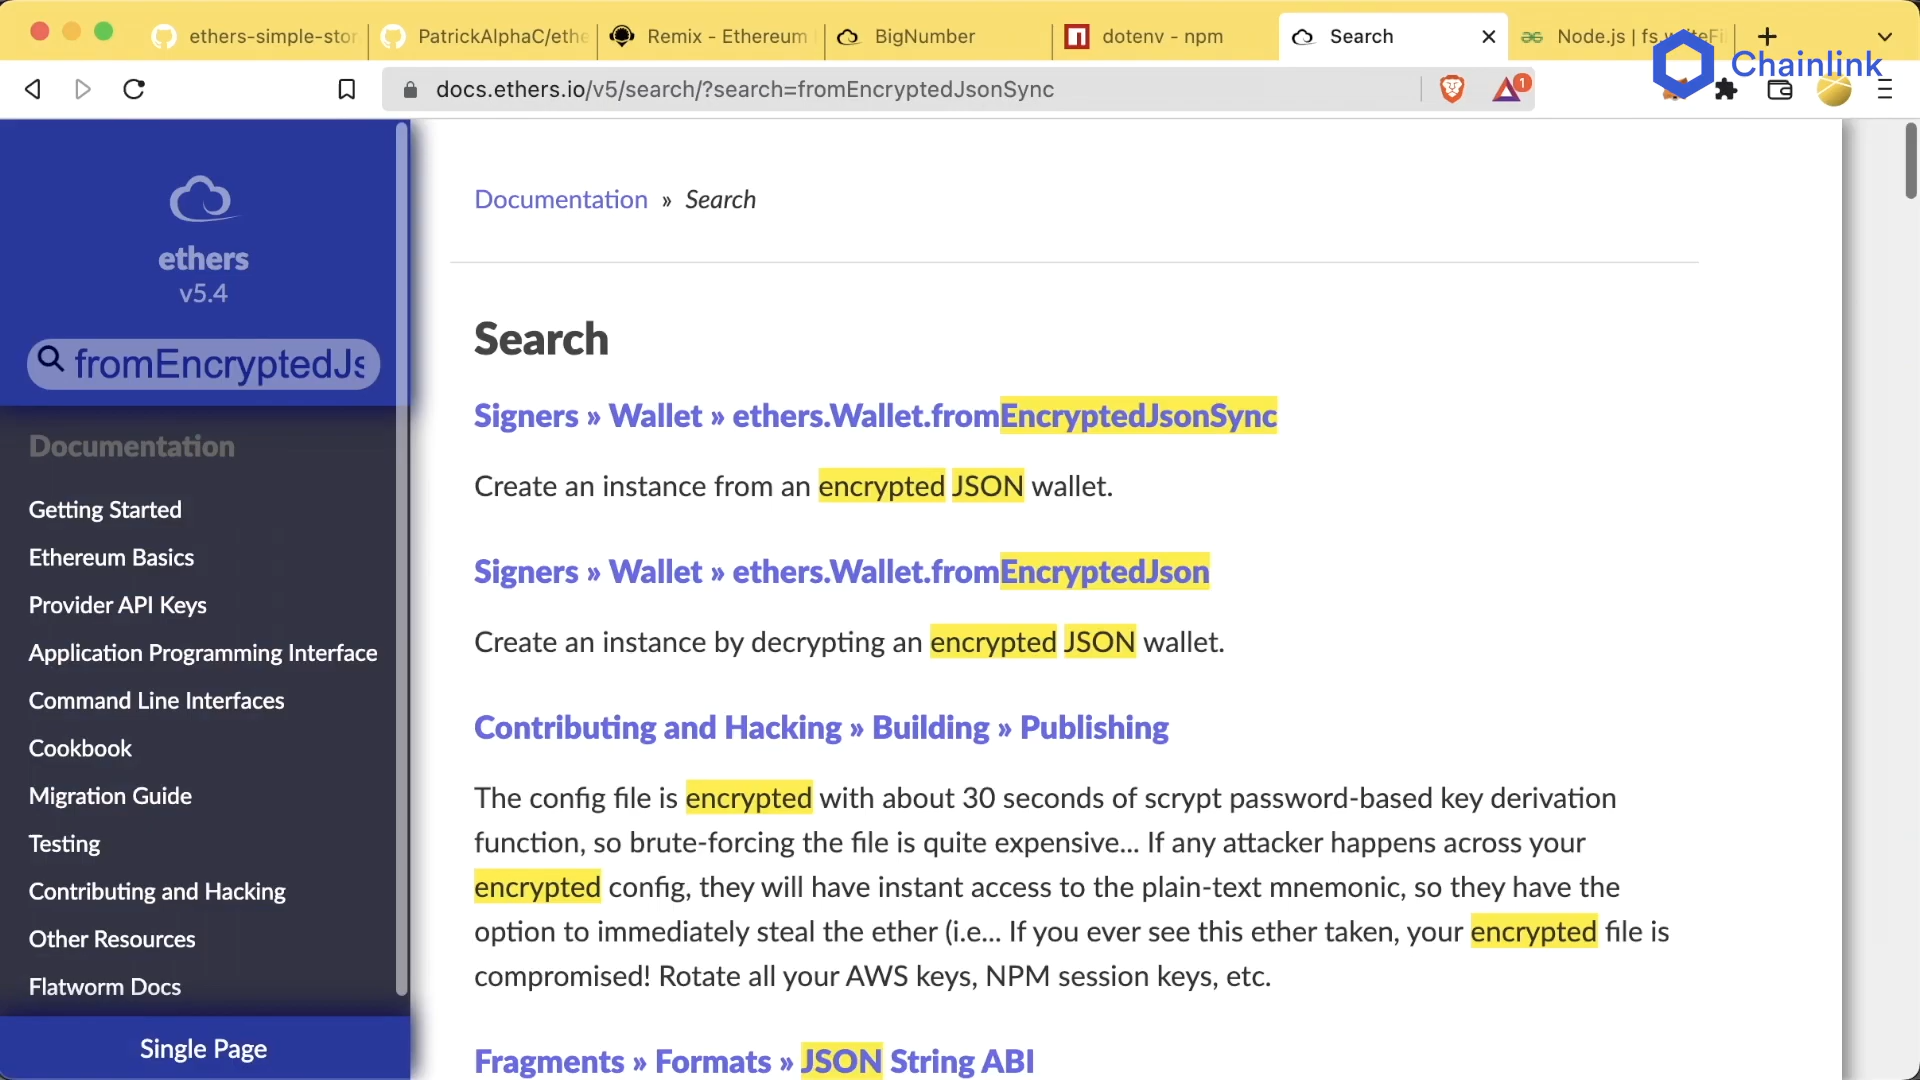 ethers-simple-stor
PatrickAlphaC/ethe
Remix - Ethereum
BigNumber
dotenv - npm
Search
Node.js | fs.writeFi
Chainlink
docs.ethers.io/v5/search/?search=fromEncryptedJsonSync
1
ethers
v5.4
fromEncryptedJs
Documentation
Getting Started
Ethereum Basics
Provider API Keys
Application Programming Interface
Command Line Interfaces
Cookbook
Migration Guide
Testing
Contributing and Hacking
Other Resources
Flatworm Docs
Single Page
Documentation » Search
Search
Signers » Wallet » ethers.Wallet.fromEncryptedJsonSync
Create an instance from an encrypted JSON wallet.
Signers » Wallet » ethers.Wallet.fromEncryptedJson
Create an instance by decrypting an encrypted JSON wallet.
Contributing and Hacking » Building » Publishing
The config file is encrypted with about 30 seconds of scrypt password-based key derivation
function, so brute-forcing the file is quite expensive... If any attacker happens across your
encrypted config, they will have instant access to the plain-text mnemonic, so they have the
option to immediately steal the ether (i.e... If you ever see this ether taken, your encrypted file is
compromised! Rotate all your AWS keys, NPM session keys, etc.
Fragments » Formats » JSON String ABI